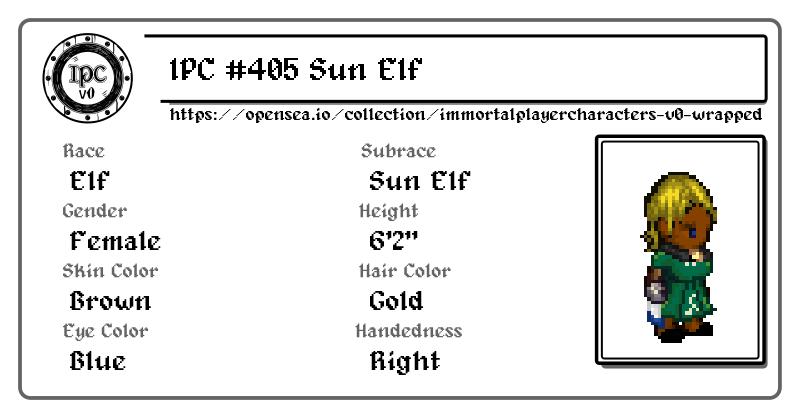 IPC
v0
IPC #405 Sun Elf
https://opensea.io/collection/immortalplayercharacters-v0-wrapped
Race
Elf
Subrace
Sun Elf
Gender
Female
Height
6'2"
Skin Color
Brown
Hair Color
Gold
Eye Color
Blue
Handedness
Right